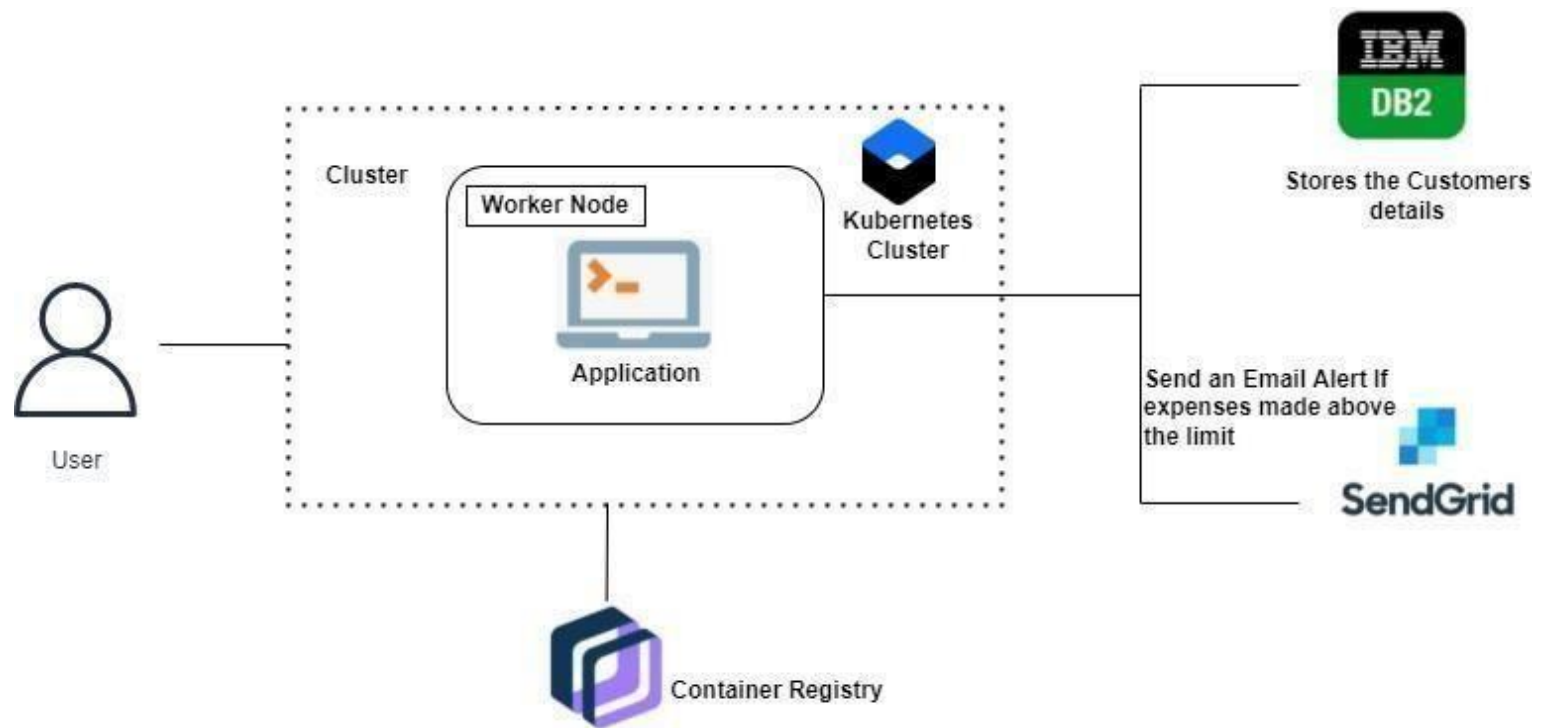 IBM
DB2
Stores the Customers
details
Cluster
Worker Node
Kubernetes
Cluster
Application
Send an Email Alert If
expenses made above
the limit
User
SendGrid
Container Registry